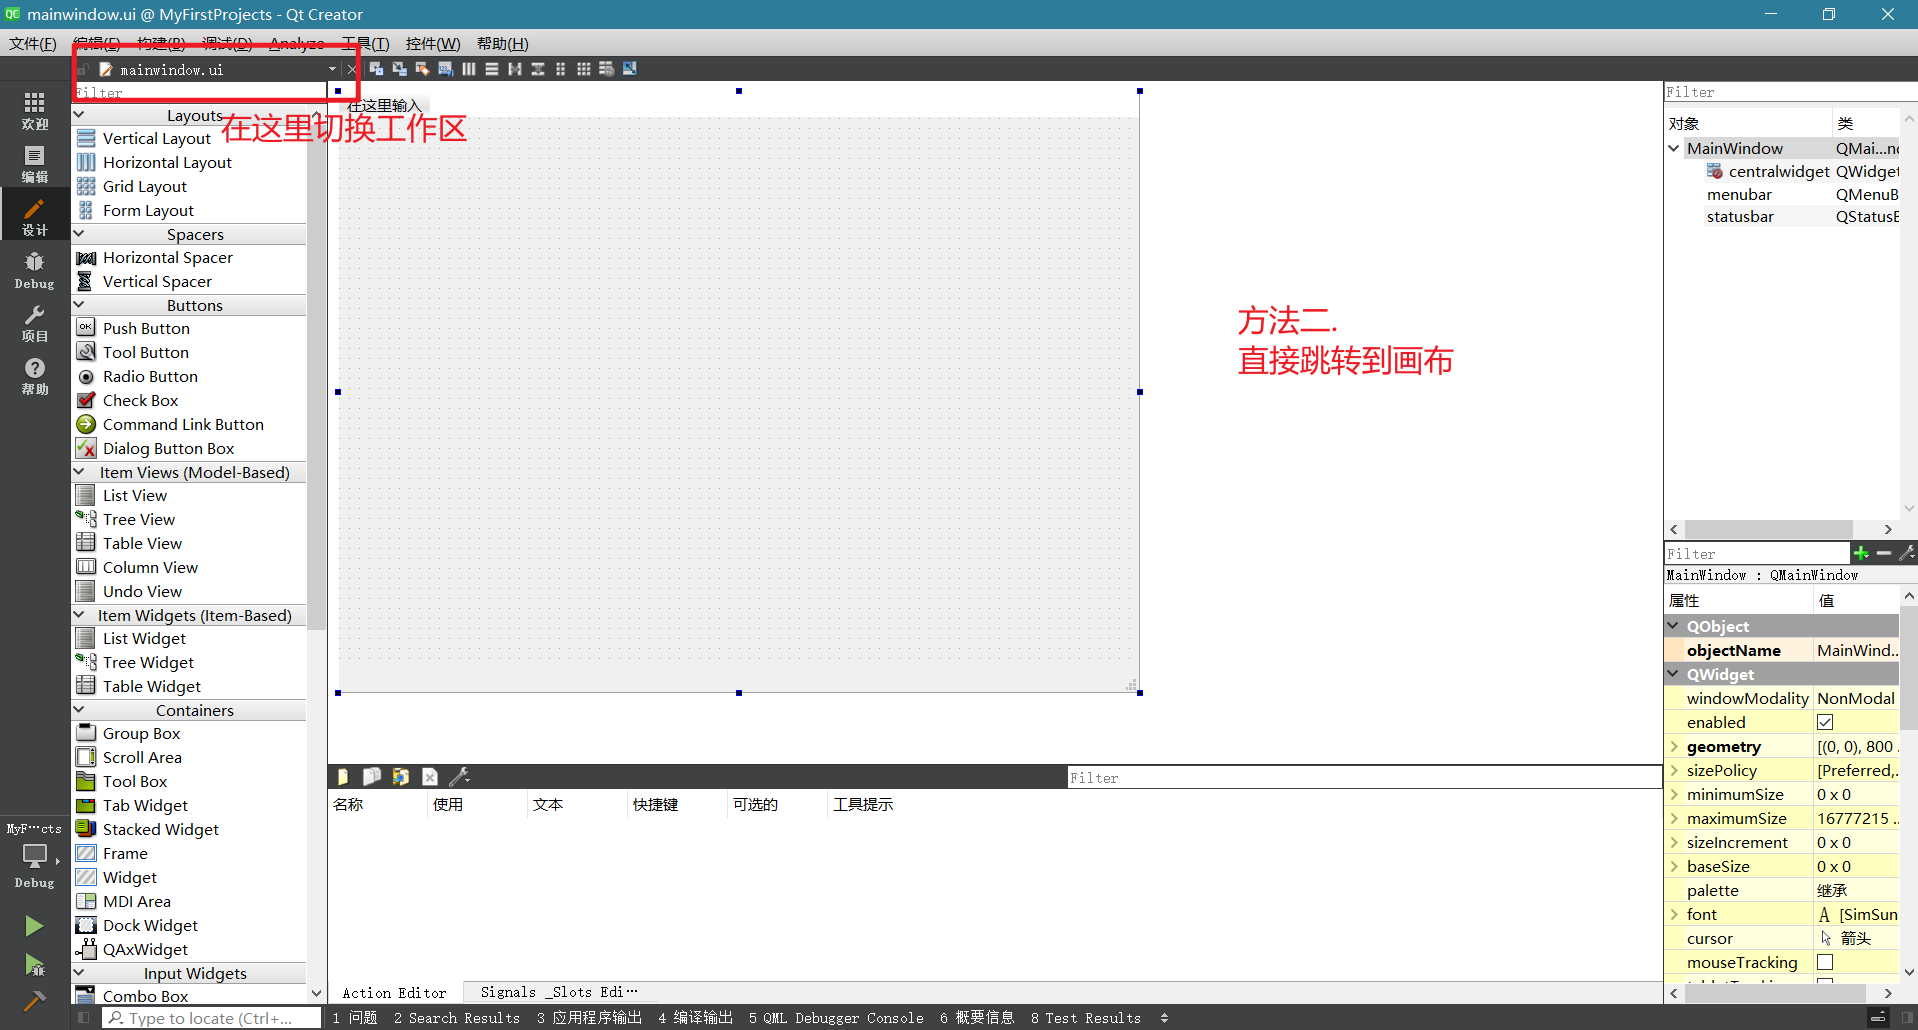 mainwindow.ui @ MyFirstProjects - Qt Creator
文件(F) 编辑(E) 构建(B) 调试(D) Analyze 工具(T) 控件(W) 帮助(H)
mainwindow.ui
Filter
在这里输入
在这里切换工作区
欢迎
编辑
设计
Debug
项目
帮助
MyF···cts
Debug
Layouts
Vertical Layout
Horizontal Layout
Grid Layout
Form Layout
Spacers
Horizontal Spacer
Vertical Spacer
Buttons
Push Button
Tool Button
Radio Button
Check Box
Command Link Button
Dialog Button Box
Item Views (Model-Based)
List View
Tree View
Table View
Column View
Undo View
Item Widgets (Item-Based)
List Widget
Tree Widget
Table Widget
Containers
Group Box
Scroll Area
Tool Box
Tab Widget
Stacked Widget
Frame
Widget
MDI Area
Dock Widget
QAxWidget
Input Widgets
Combo Box
方法二.
直接跳转到画布
Filter
名称 使用 文本 快捷键 可选的 工具提示
Action Editor Signals _Slots Edi···
Filter
对象 类
MainWindow QMai...nd
centralwidget QWidget
menubar QMenuB
statusbar QStatusB
Filter
MainWindow : QMainWindow
属性 值
QObject
objectName MainWind...
QWidget
windowModality NonModal
enabled
geometry [(0, 0), 800 ..
sizePolicy [Preferred,..
minimumSize 0 x 0
maximumSize 16777215 ..
sizeIncrement 0 x 0
baseSize 0 x 0
palette 继承
font A [SimSun
cursor 箭头
mouseTracking
Type to locate (Ctrl+...
1 问题 2 Search Results 3 应用程序输出 4 编译输出 5 QML Debugger Console 6 概要信息 8 Test Results